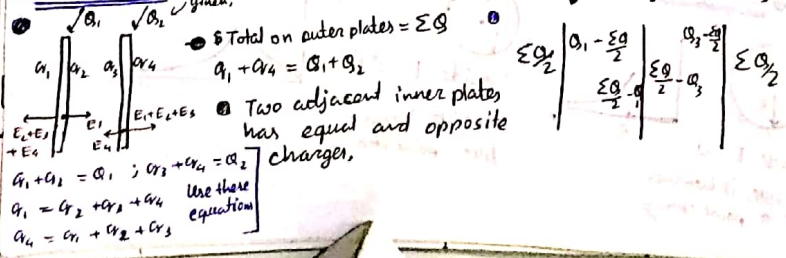 Q₁ Q₂ given,
q₁ q₂ q₃ q₄
E₂+E₃ + E₄ E₁ E₄ E₁+E₂+E₃
q₁ + q₂ = Q₁ ; q₃ + q₄ = Q₂
q₁ = q₂ + q₃ + q₄
q₄ = q₁ + q₂ + q₃
Use these
equations
$ Total on outer plates = ΣQ
q₁ + q₄ = Q₁ + Q₂
Two adjacent inner plates
has equal and opposite
charges,
ΣQ/2 Q₁ - ΣQ/2 Q₃ - ΣQ/2 ΣQ/2
ΣQ/2 - Q₁ ΣQ/2 - Q₃